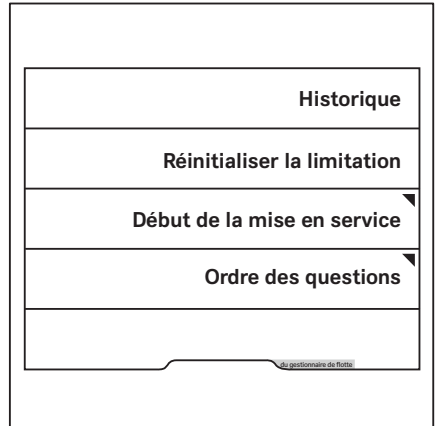 Historique
Réinitialiser la limitation
Début de la mise en service
Ordre des questions
du gestionnaire de flotte